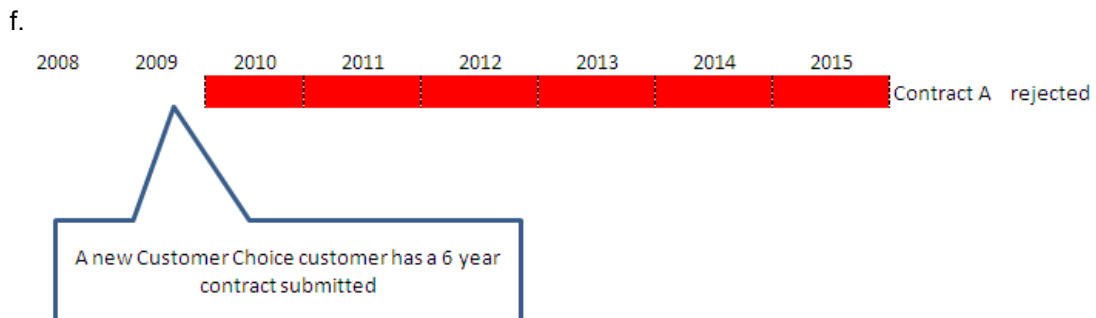 f.
2008 2009 2010 2011 2012 2013 2014 2015
Contract A rejected
A new Customer Choice customer has a 6 year
contract submitted